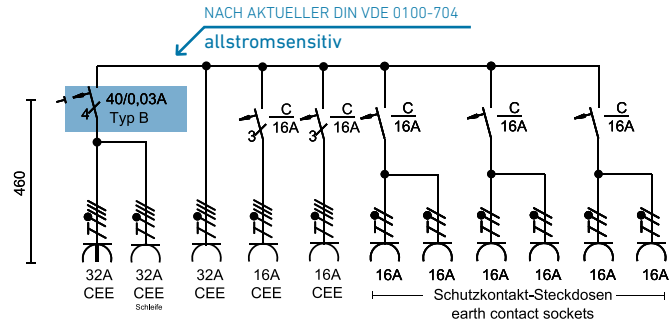 NACH AKTUELLER DIN VDE 0100-704
allstromsensitiv
40/0,03A
Typ B
4
C
16A
3
C
16A
3
C
16A
C
16A
C
16A
460
32A
CEE
32A
CEE
Schleife
32A
CEE
16A
CEE
16A
CEE
16A
16A
16A
16A
16A
16A
Schutzkontakt-Steckdosen
earth contact sockets